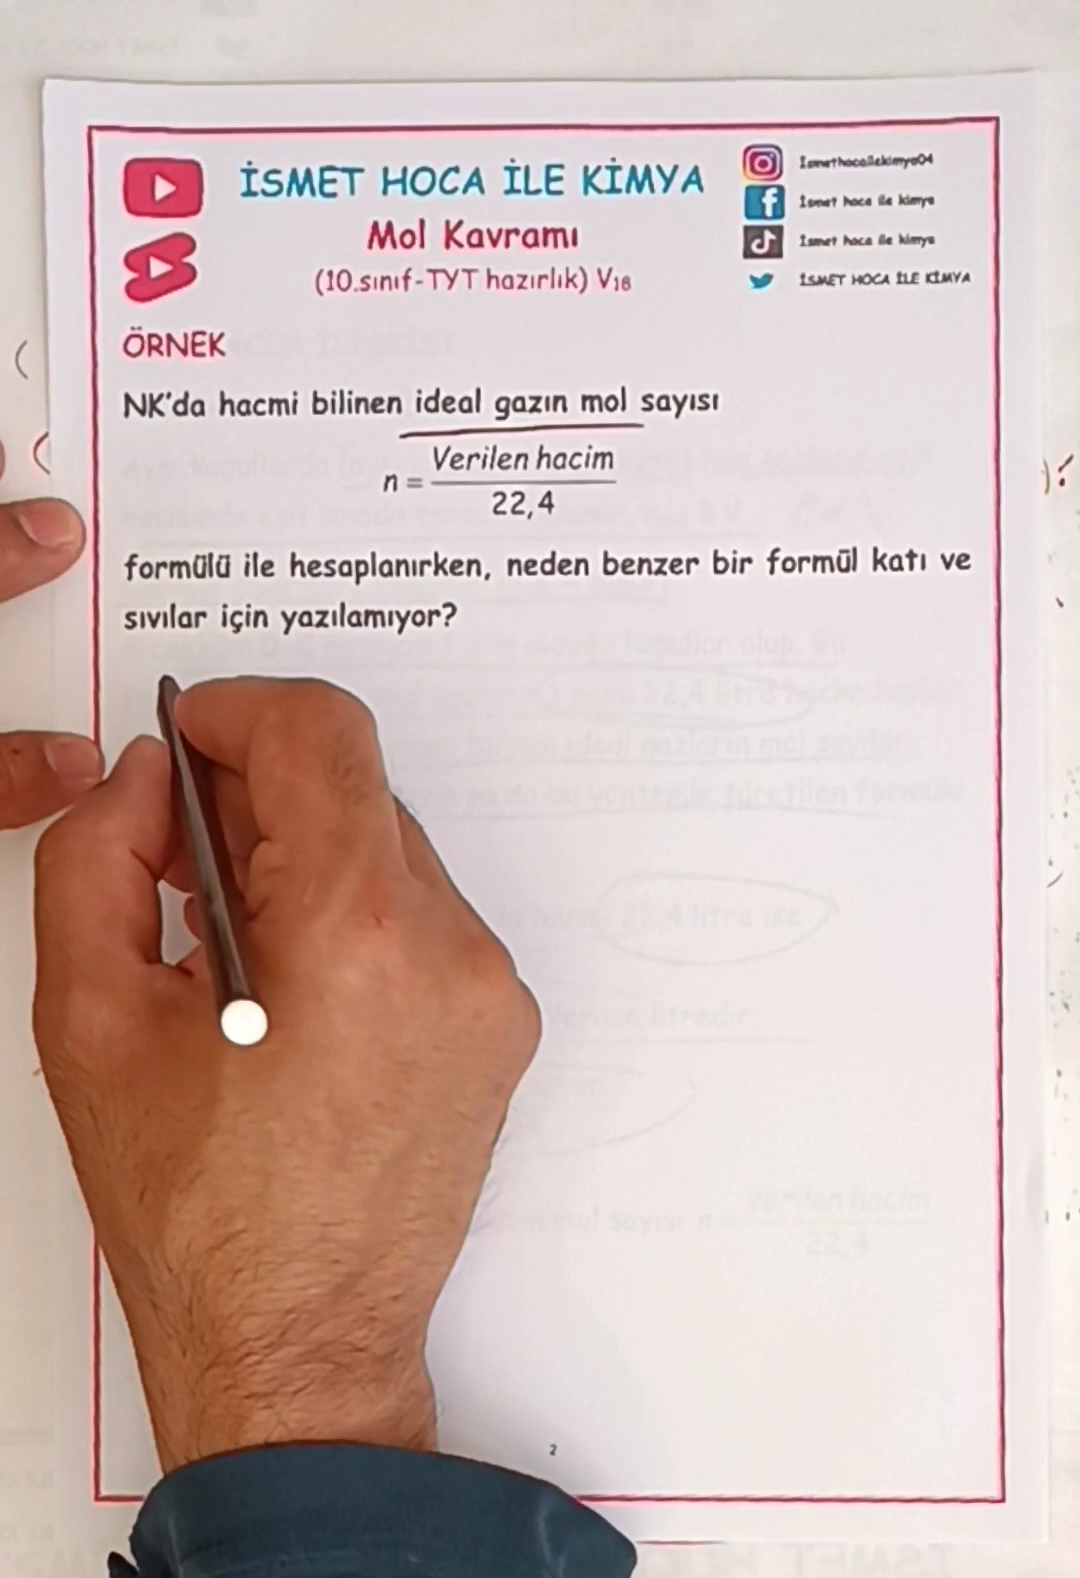 İSMET HOCA İLE KİMYA
Mol Kavramı
(10.sınıf-TYT hazırlık) V18
İsmethocailekimya04
İsmet hoca ile kimya
İsmet hoca ile kimya
İSMET HOCA İLE KİMYA
ÖRNEK
NK'da hacmi bilinen ideal gazın mol sayısı
n = Verilen hacim / 22,4
formülü ile hesaplanırken, neden benzer bir formül katı ve
sıvılar için yazılamıyor?
2